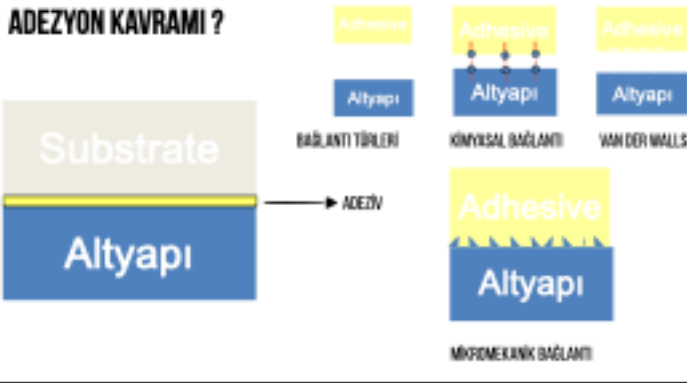 ADEZYON KAVRAMI ?
Substrate
Altyapı
ADEZİV
Adhesive
Altyapı
BAĞLANTI TÜRLERİ
Adhesive
Altyapı
KİMYASAL BAĞLANTI
Adhesive
Altyapı
VAN DER WALLS
Adhesive
Altyapı
MİKROMEKANİK BAĞLANTI